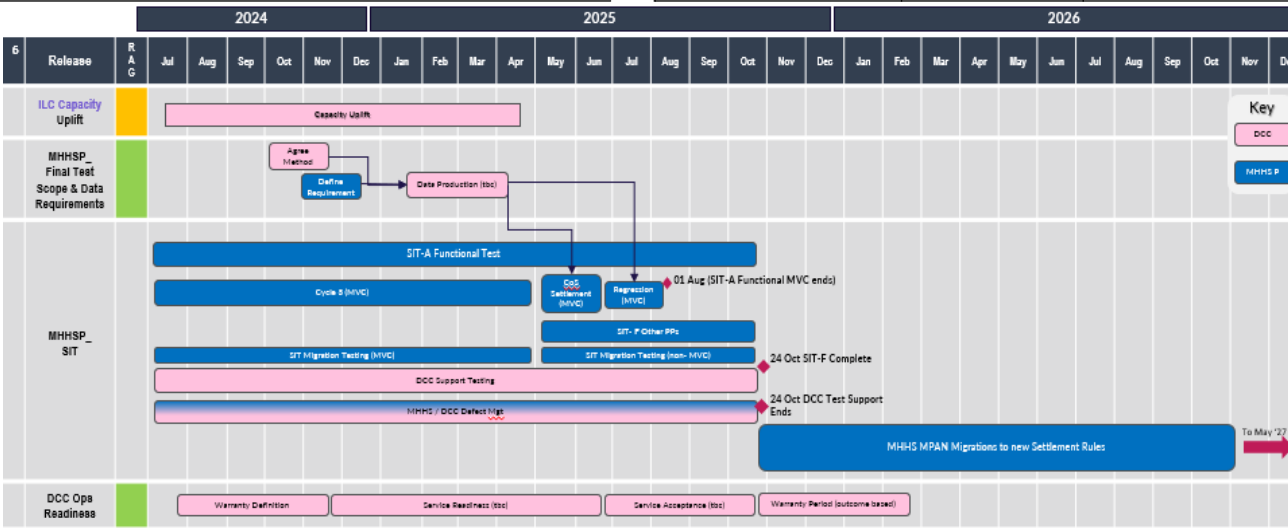 2024
2025
2026
6
Release
R
A
G
Jul
Aug
Sep
Oct
Nov
Dec
Jan
Feb
Mar
Apr
May
Jun
Jul
Aug
Sep
Oct
Nov
Dec
Jan
Feb
Mar
Apr
May
Jun
Jul
Aug
Sep
Oct
Nov
ILC Capacity
Uplift
Capacity Uplift
Key
DCC
MHHS P
MHHSP_
Final Test
Scope & Data
Requirements
Agree
Method
Define
Requirement
Data Production (tbc)
MHHSP_
SIT
SIT-A Functional Test
Cycle 3 (MVC)
CoS
Settlement
(MVC)
Regression
(MVC)
01 Aug (SIT-A Functional MVC ends)
SIT- F Other PPs
SIT Migration Testing (MVC)
SIT Migration Testing (non- MVC)
24 Oct SIT-F Complete
DCC Support Testing
MHHS / DCC Defect Mgt
24 Oct DCC Test Support
Ends
MHHS MPAN Migrations to new Settlement Rules
To May '27
DCC Ops
Readiness
Warranty Definition
Service Readiness (tbc)
Service Acceptance (tbc)
Warranty Period (outcome based)